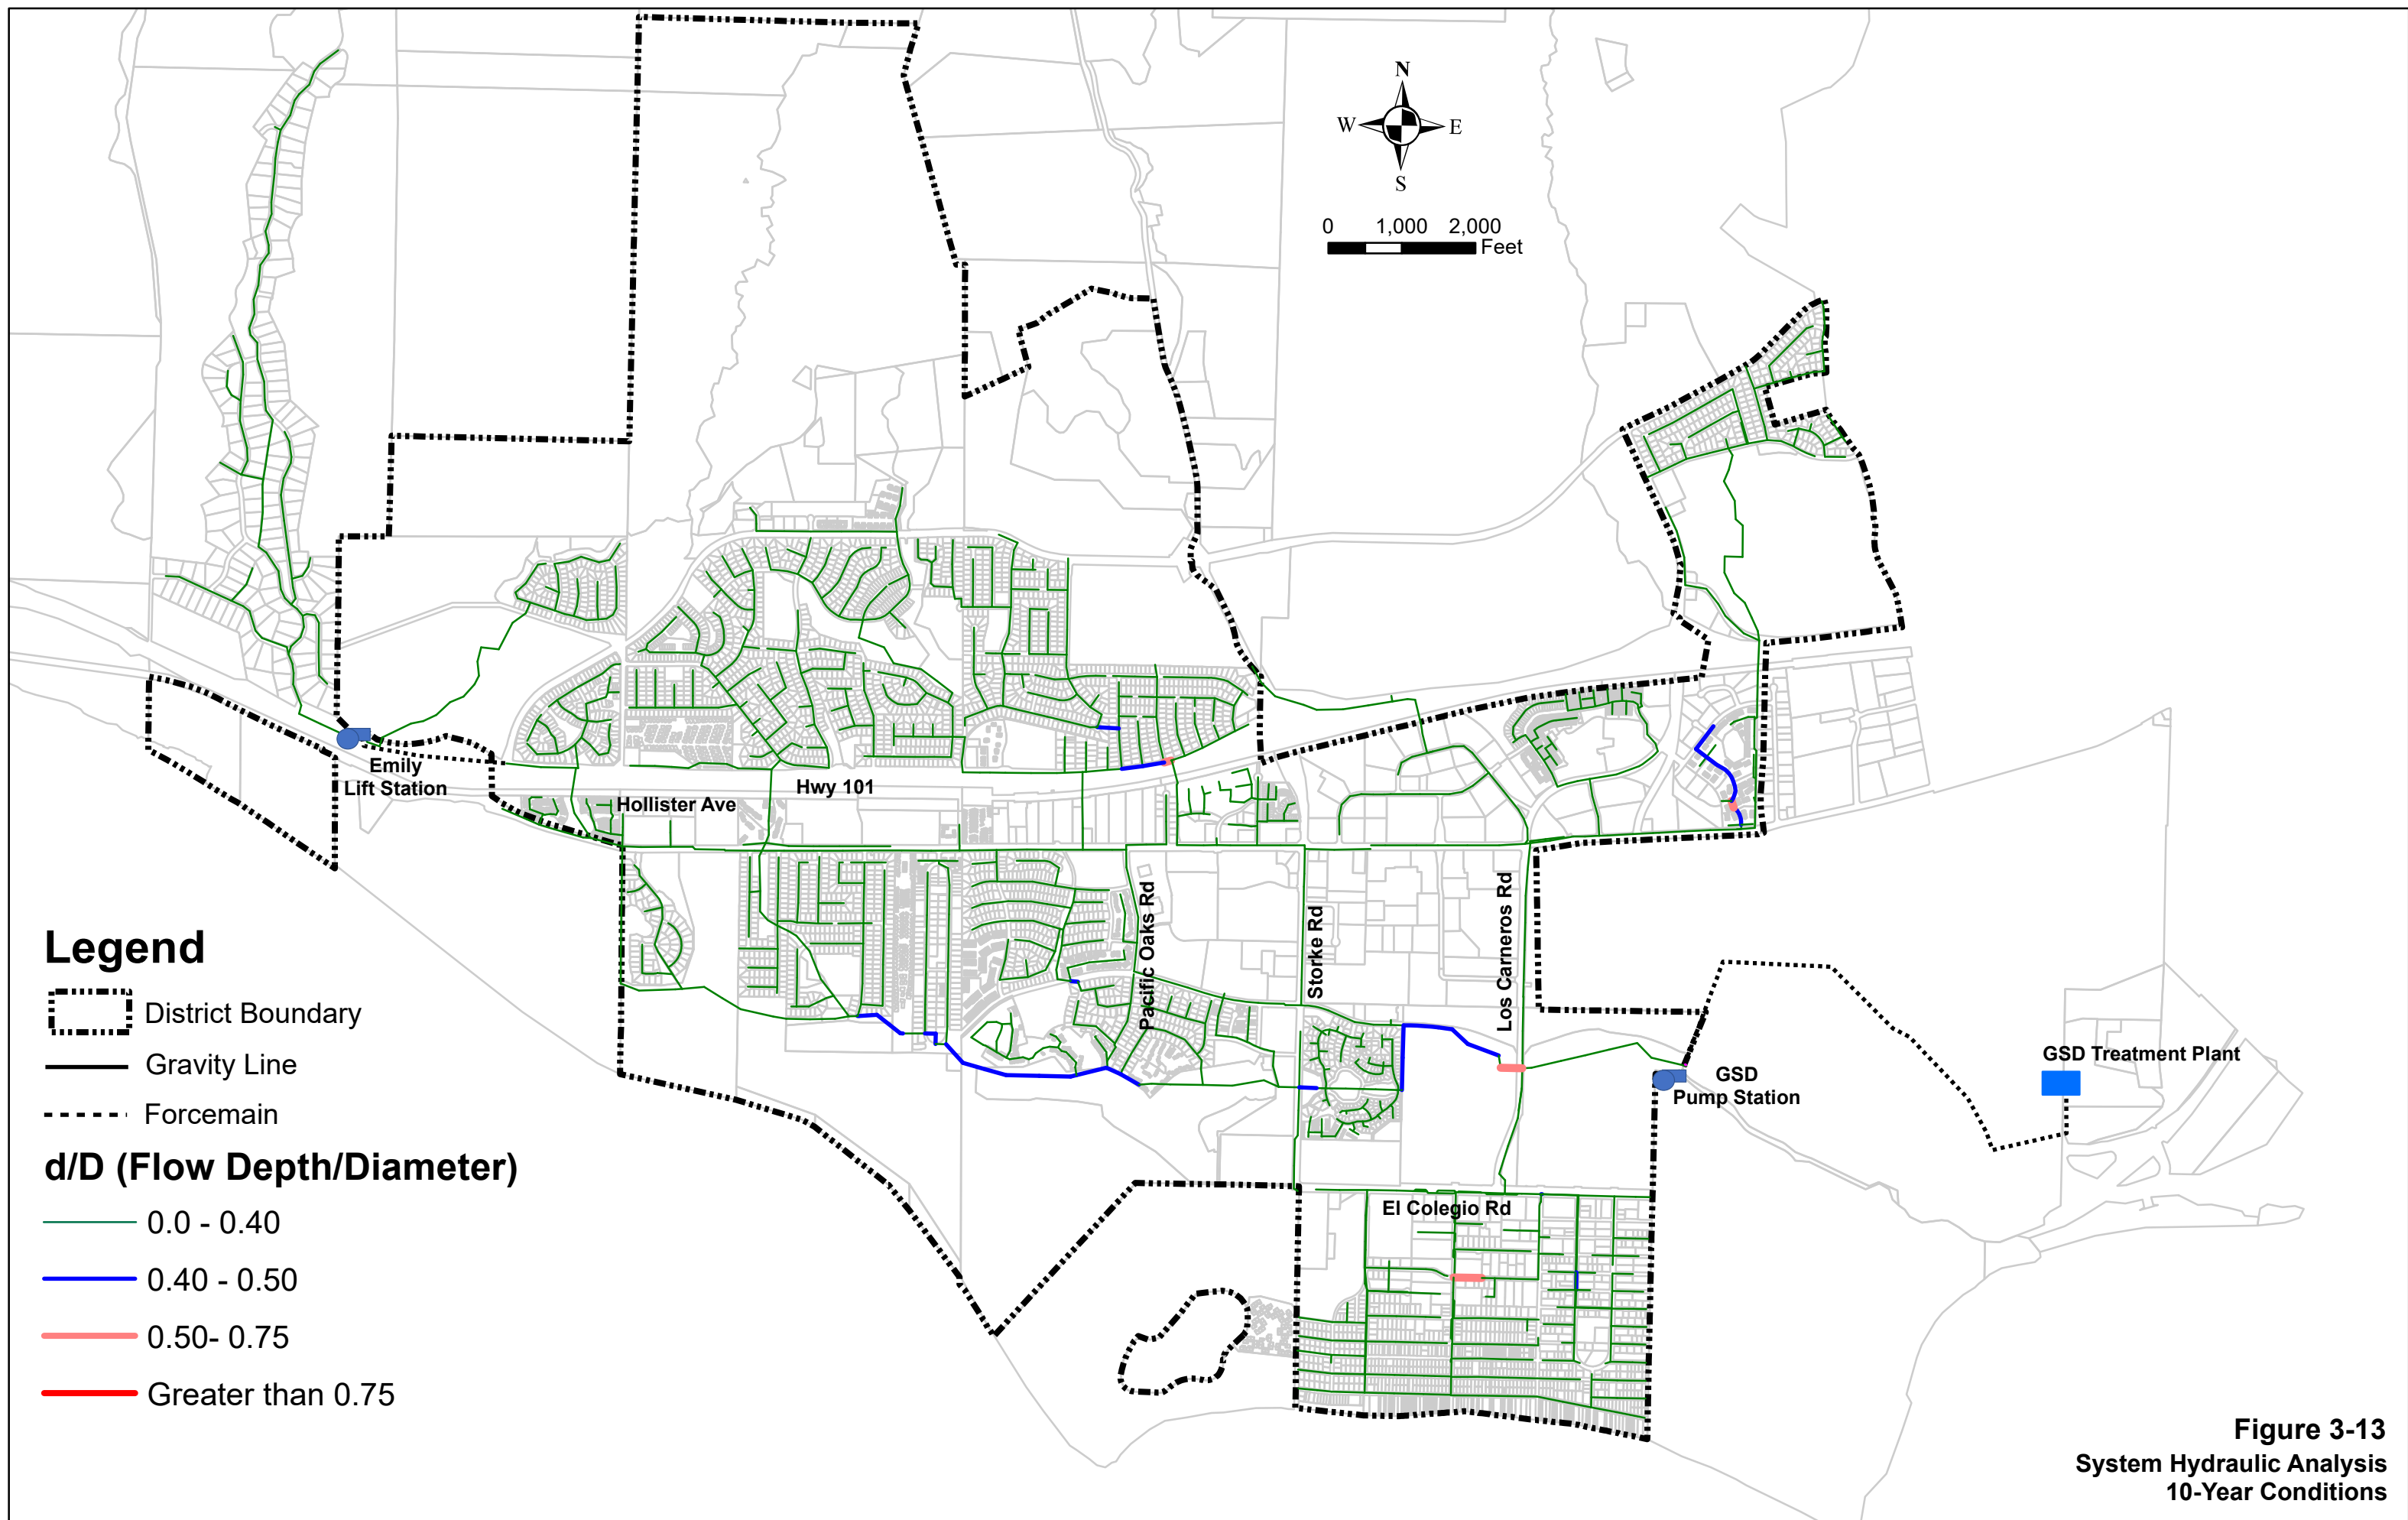 N
W
E
S
0
1,000
2,000
Feet
Emily
Lift Station
Hwy 101
Hollister Ave
Pacific Oaks Rd
Storke Rd
Los Carneros Rd
El Colegio Rd
GSD
Pump Station
GSD Treatment Plant
Legend
District Boundary
Gravity Line
Forcemain
d/D (Flow Depth/Diameter)
0.0 - 0.40
0.40 - 0.50
0.50- 0.75
Greater than 0.75
Figure 3-13
System Hydraulic Analysis
10-Year Conditions